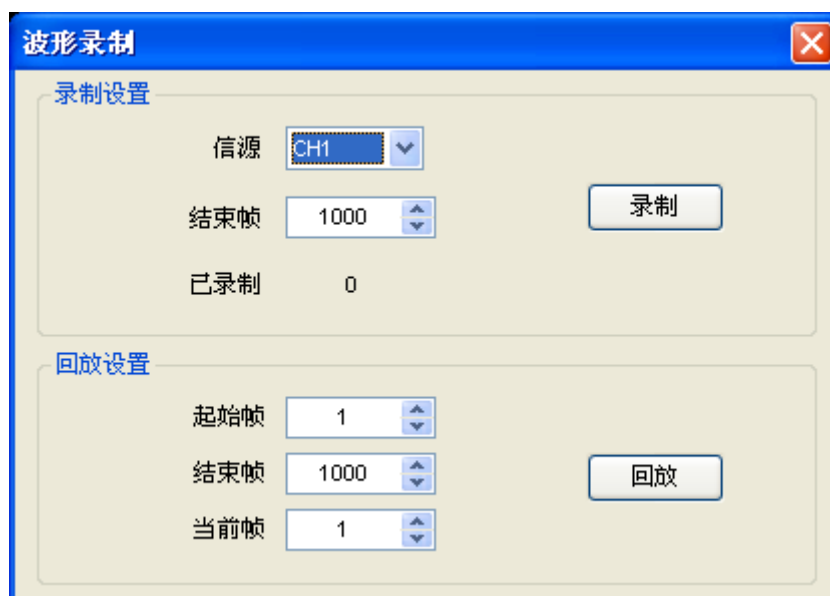 波形录制
录制设置
信源 CH1
结束帧 1000 录制
已录制 0
回放设置
起始帧 1
结束帧 1000 回放
当前帧 1